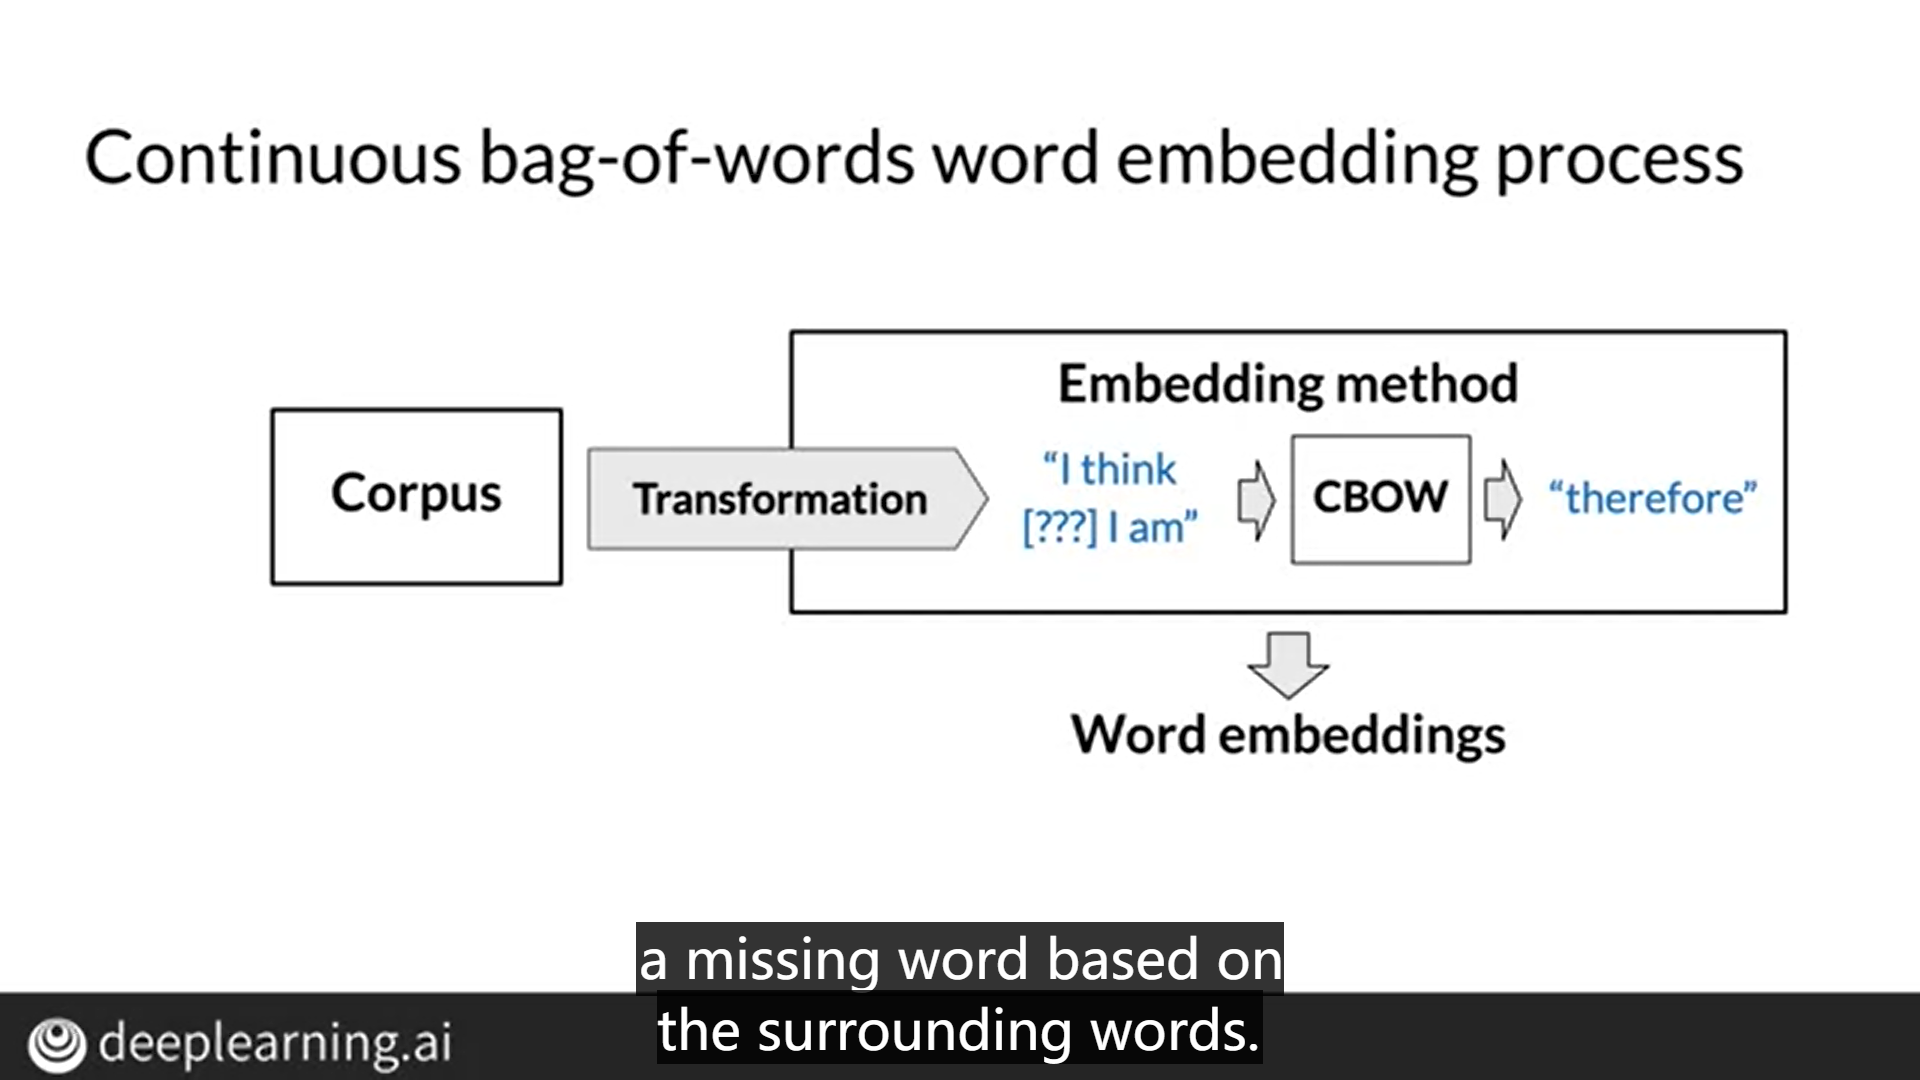 Continuous bag-of-words word embedding process
Embedding method
Corpus
Transformation
“I think
[???] I am”
CBOW
“therefore”
Word embeddings
a missing word based on
the surrounding words.
deeplearning.ai